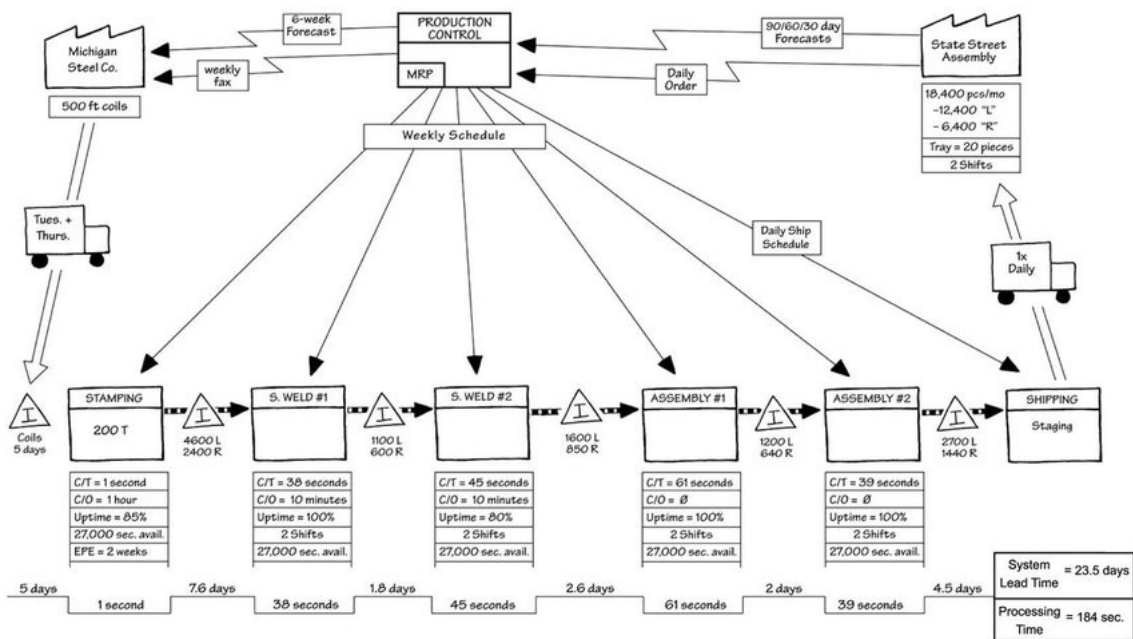 Michigan
Steel Co.
500 ft coils
6-week
Forecast
weekly
fax
PRODUCTION
CONTROL
MRP
90/60/30 day
Forecasts
Daily
Order
State Street
Assembly
18,400 pcs/mo
-12,400 "L"
- 6,400 "R"
Tray = 20 pieces
2 Shifts
Weekly Schedule
Tues. +
Thurs.
Daily Ship
Schedule
1x
Daily
I
Coils
5 days
STAMPING
200 T
C/T = 1 second
C/O = 1 hour
Uptime = 85%
27,000 sec. avail.
EPE = 2 weeks
I
4600 L
2400 R
S. WELD #1
C/T = 38 seconds
C/O = 10 minutes
Uptime = 100%
2 Shifts
27,000 sec. avail.
I
1100 L
600 R
S. WELD #2
C/T = 45 seconds
C/O = 10 minutes
Uptime = 80%
2 Shifts
27,000 sec. avail.
I
1600 L
850 R
ASSEMBLY #1
C/T = 61 seconds
C/O = Ø
Uptime = 100%
2 Shifts
27,000 sec. avail.
I
1200 L
640 R
ASSEMBLY #2
C/T = 39 seconds
C/O = Ø
Uptime = 100%
2 Shifts
27,000 sec. avail.
I
2700 L
1440 R
SHIPPING
Staging
5 days
1 second
7.6 days
38 seconds
1.8 days
45 seconds
2.6 days
61 seconds
2 days
39 seconds
4.5 days
System
Lead Time = 23.5 days
Processing
Time = 184 sec.